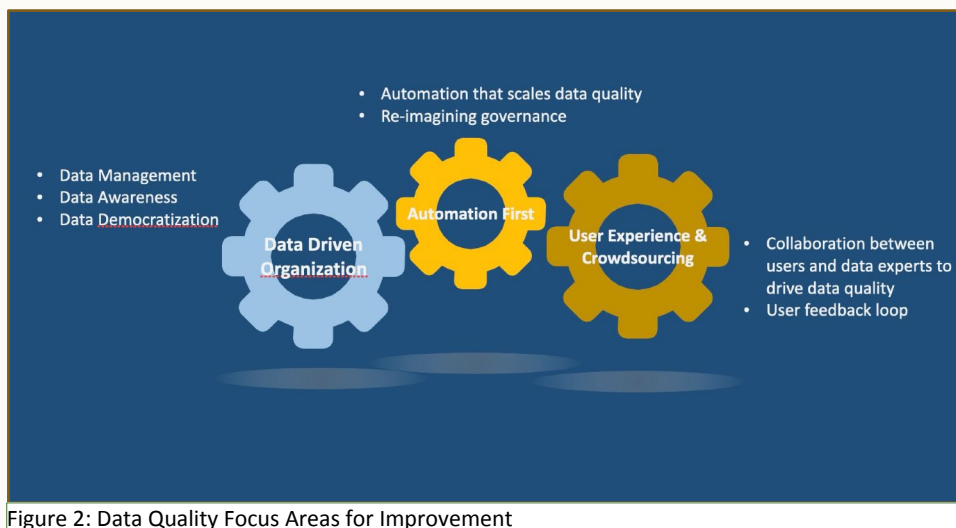 • Automation that scales data quality
• Re-imagining governance
• Data Management
• Data Awareness
• Data Democratization
Data Driven
Organization
Automation First
User Experience &
Crowdsourcing
• Collaboration between
users and data experts to
drive data quality
• User feedback loop
Figure 2: Data Quality Focus Areas for Improvement